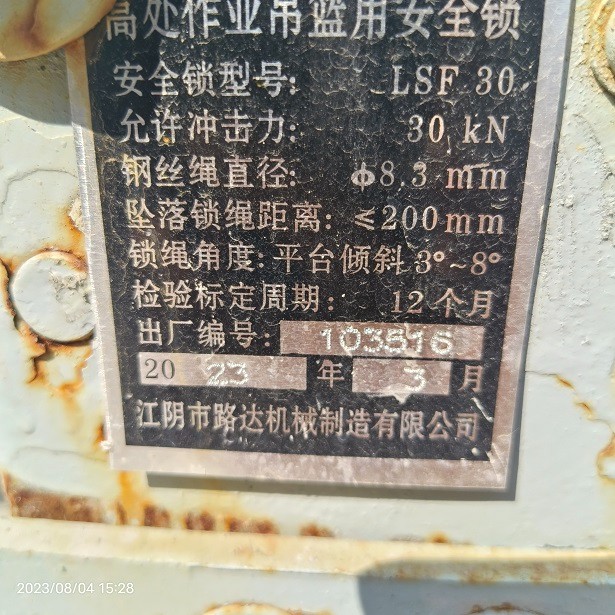 高处作业吊篮用安全锁
安全锁型号: LSF 30
允许冲击力: 30 kN
钢丝绳直径: ф8.3 mm
坠落锁绳距离: ≤200mm
锁绳角度: 平台倾斜 3°~8°
检验标定周期: 12个月
出厂编号: 103516
20 23 年 3 月
江阴市路达机械制造有限公司
2023/08/04 15:28